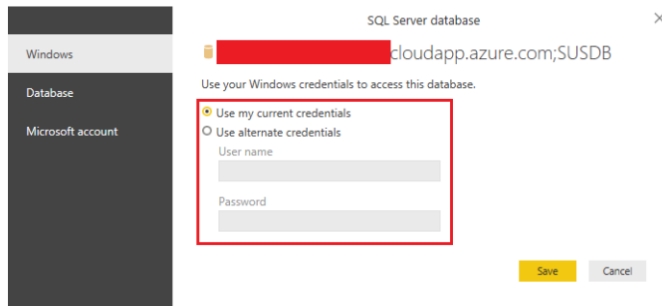 SQL Server database
Windows
Database
Microsoft account
cloudapp.azure.com;SUSDB
Use your Windows credentials to access this database.
Use my current credentials
Use alternate credentials
User name
Password
Save
Cancel